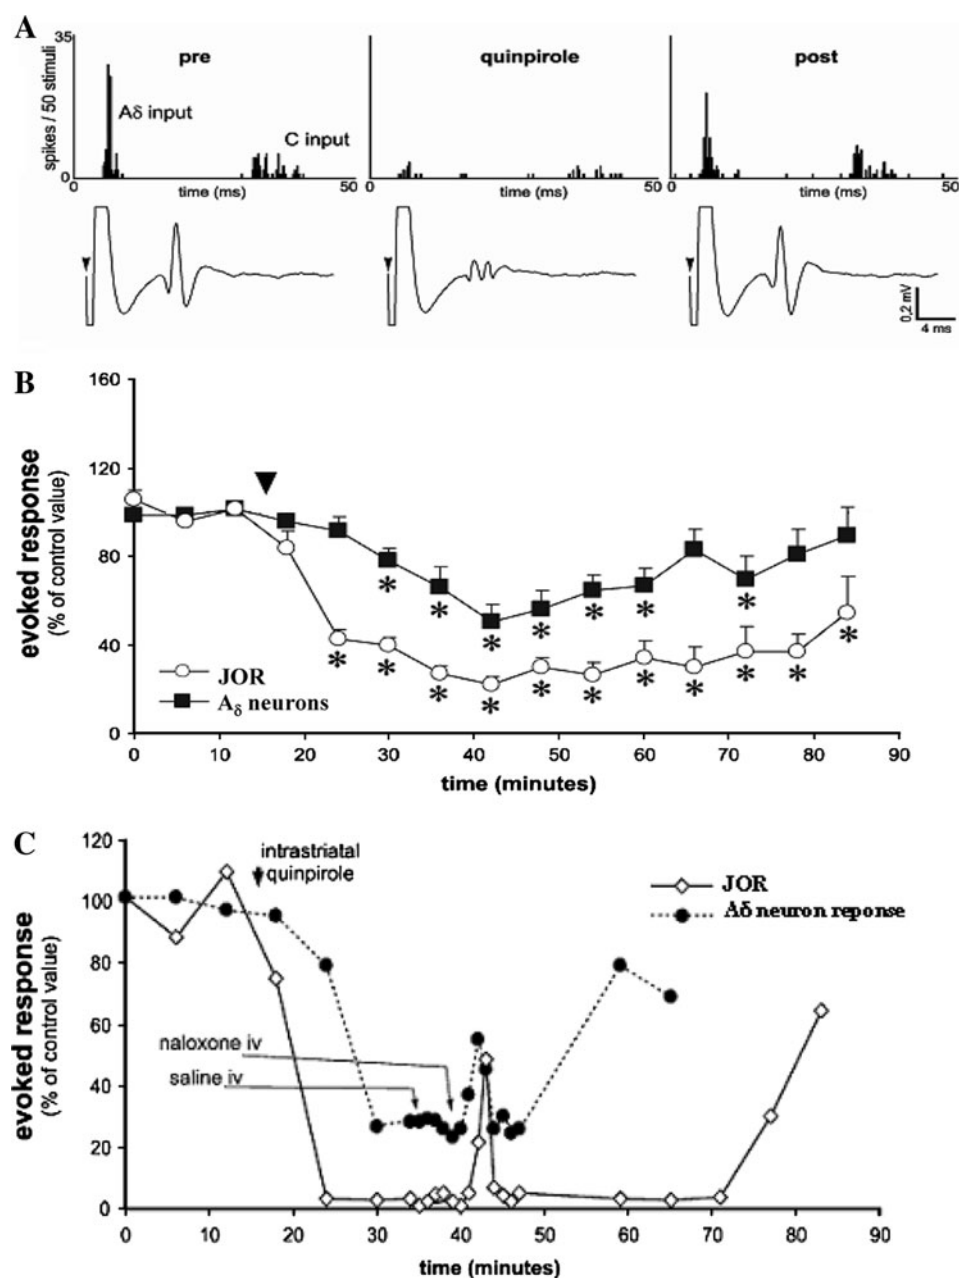 A
35
pre
quinpirole
post
spikes / 50 stimuli
Aδ input
C input
0
time (ms)
50
time (ms)
50
0
time (ms)
50
0,2 mV
4 ms
B
160
120
80
40
0
evoked response
(% of control value)
* * * * * * *
* * * * * * * * * * *
JOR
Aδ neurons
0 10 20 30 40 50 60 70 80 90
time (minutes)
C
120
100
80
60
40
20
0
evoked response
(% of control value)
intrastriatal
quinpirole
JOR
Aδ neuron reponse
naloxone iv
saline iv
0 10 20 30 40 50 60 70 80 90
time (minutes)